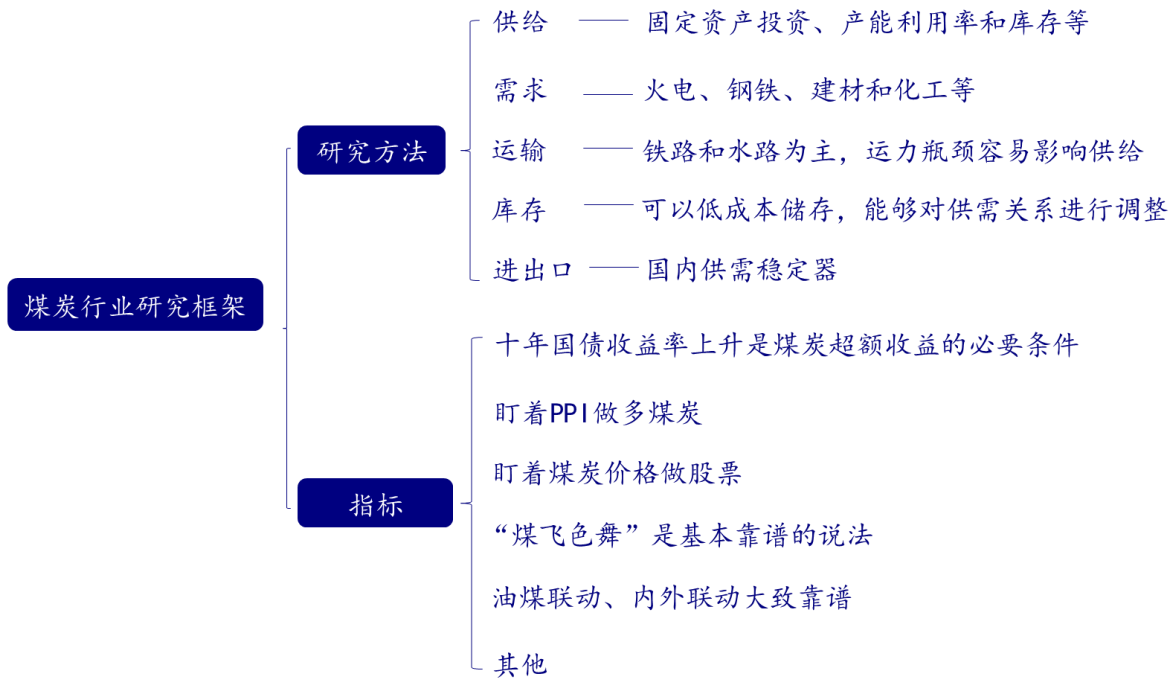 煤炭行业研究框架
研究方法
供给 固定资产投资、产能利用率和库存等
需求 火电、钢铁、建材和化工等
运输 铁路和水路为主，运力瓶颈容易影响供给
库存 可以低成本储存，能够对供需关系进行调整
进出口 国内供需稳定器
指标
十年国债收益率上升是煤炭超额收益的必要条件
盯着PPI做多煤炭
盯着煤炭价格做股票
“煤飞色舞”是基本靠谱的说法
油煤联动、内外联动大致靠谱
其他